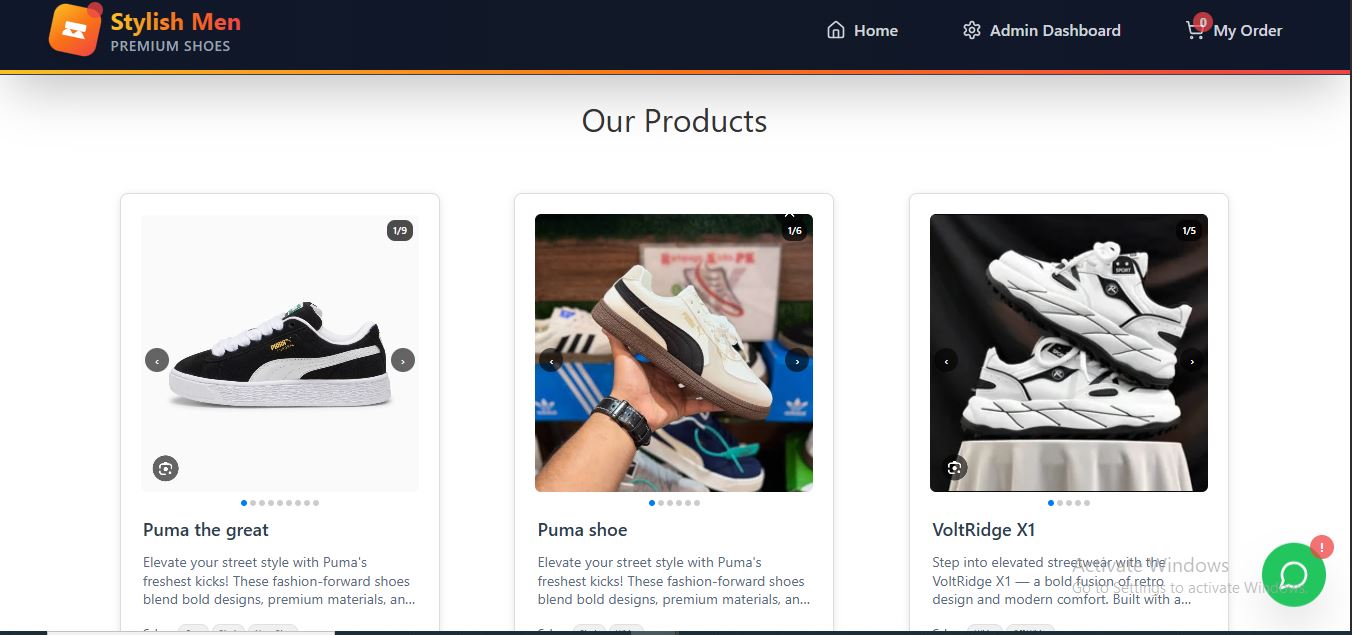 Stylish Men
PREMIUM SHOES
Home
Admin Dashboard
0
My Order
Our Products
1/9
1/6
1/5
PUMA
SPORT
Puma the great
Puma shoe
VoltRidge X1
Elevate your street style with Puma's
freshest kicks! These fashion-forward shoes
blend bold designs, premium materials, an...
Elevate your street style with Puma's
freshest kicks! These fashion-forward shoes
blend bold designs, premium materials, an...
Step into elevated streetwear with the
VoltRidge X1 — a bold fusion of retro
design and modern comfort. Built with a...
!
Activate Windows
Go to Settings to activate Windows.